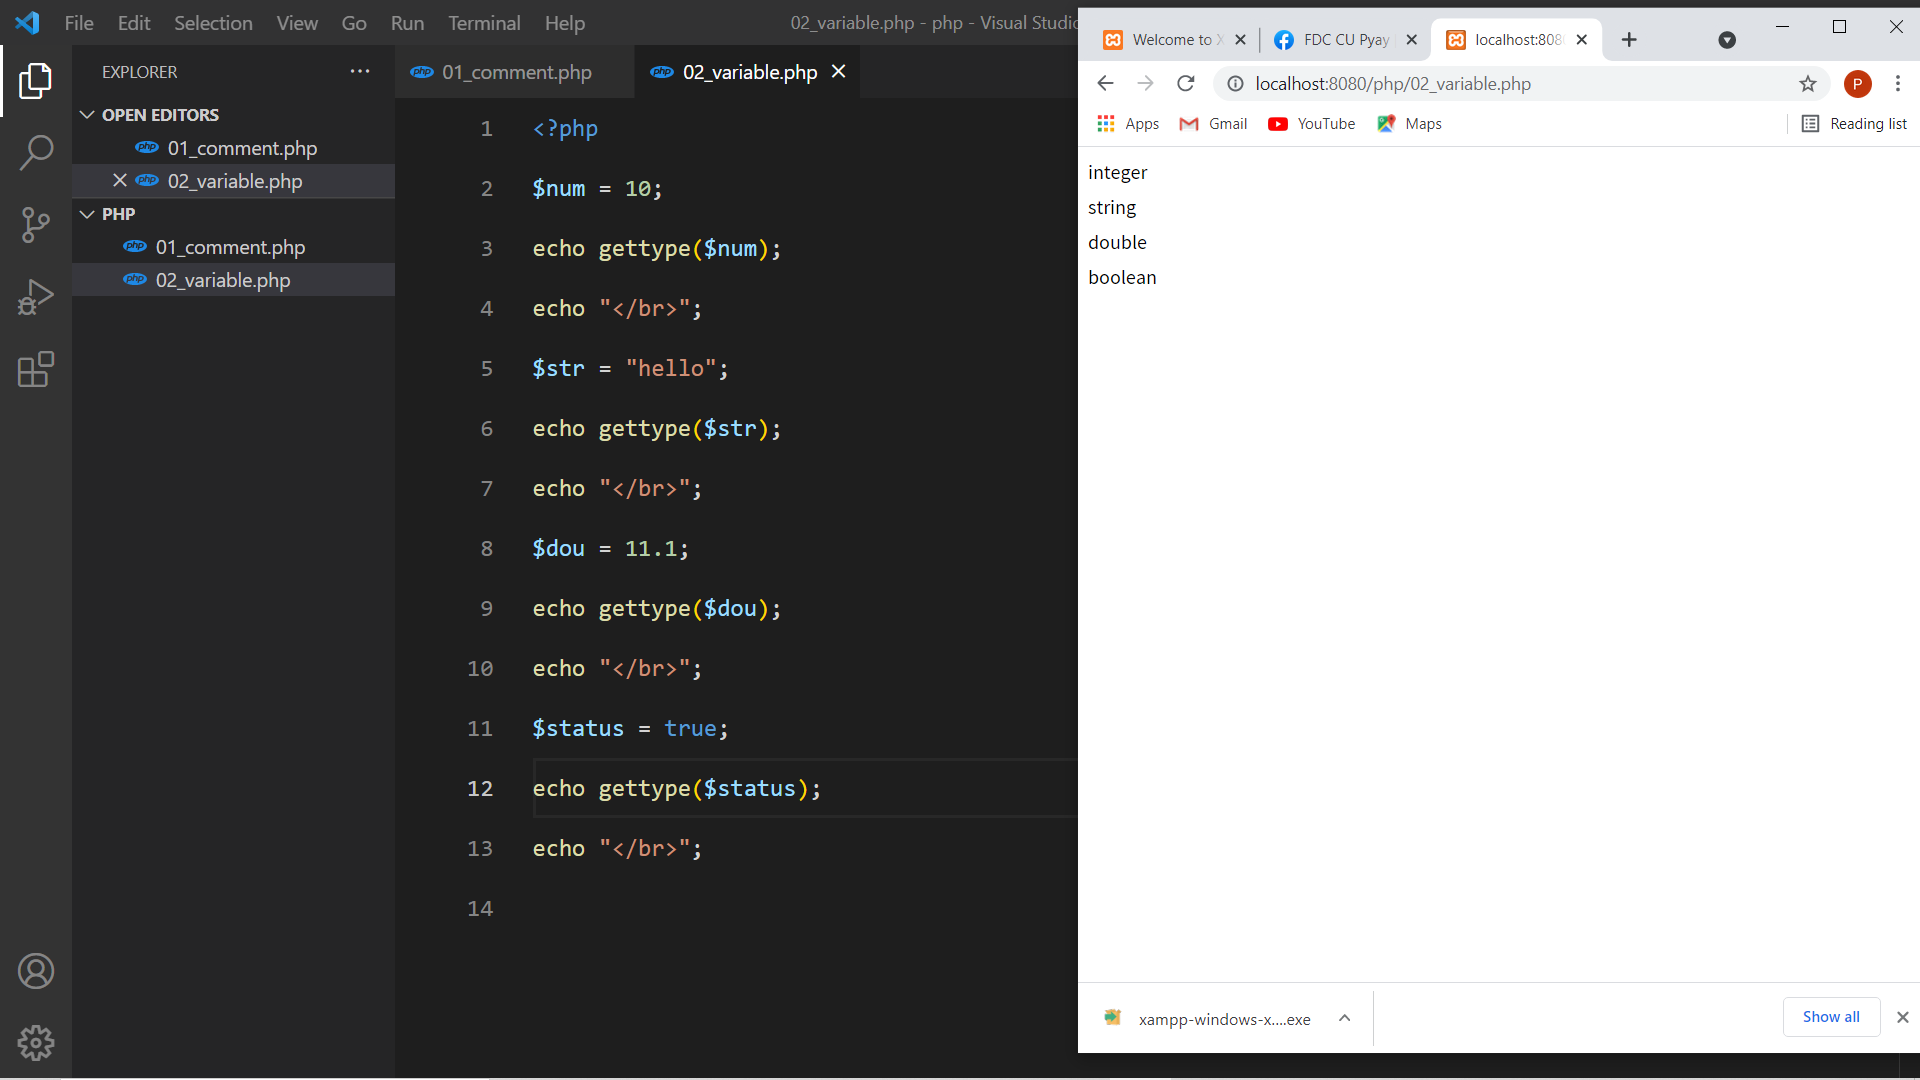 File Edit Selection View Go Run Terminal Help
02_variable.php - php - Visual Studio
EXPLORER
OPEN EDITORS
01_comment.php
02_variable.php
PHP
01_comment.php
02_variable.php
01_comment.php 02_variable.php
1 <?php
2 $num = 10;
3 echo gettype($num);
4 echo "</br>";
5 $str = "hello";
6 echo gettype($str);
7 echo "</br>";
8 $dou = 11.1;
9 echo gettype($dou);
10 echo "</br>";
11 $status = true;
12 echo gettype($status);
13 echo "</br>";
14
Welcome to X FDC CU Pyay localhost:808
localhost:8080/php/02_variable.php P
Apps Gmail YouTube Maps Reading list
integer
string
double
boolean
xampp-windows-x....exe Show all